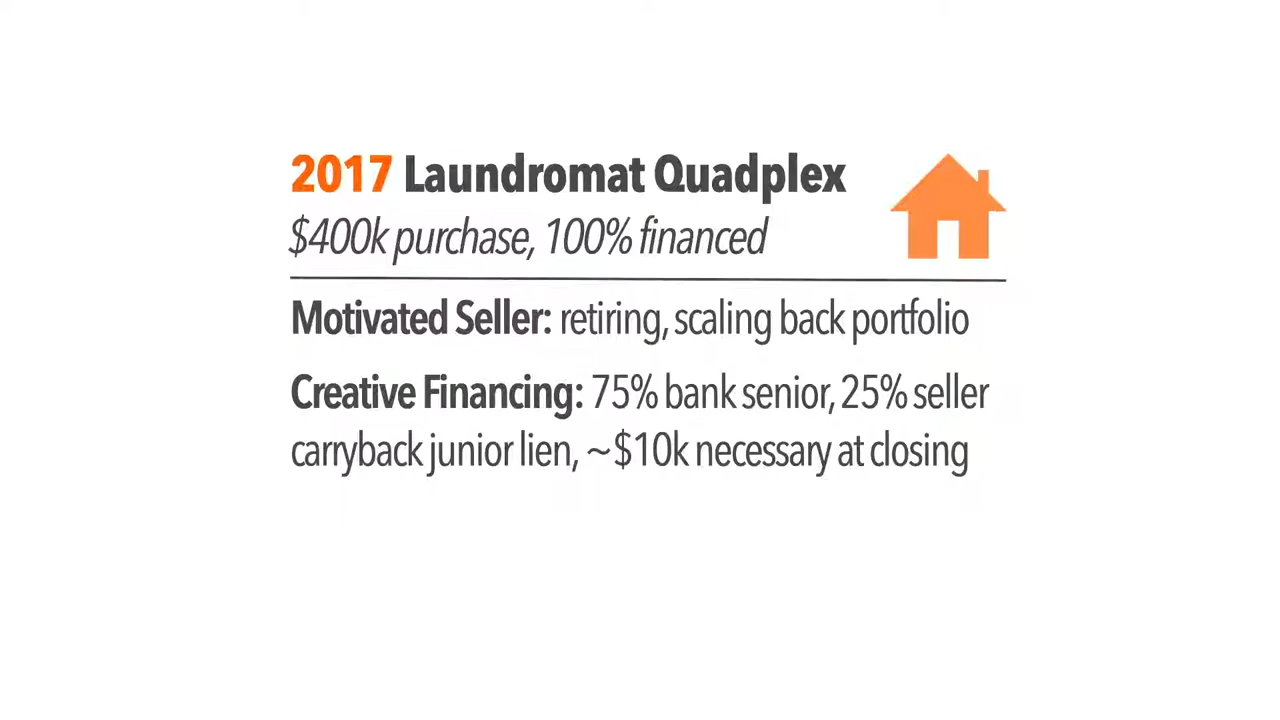 2017 Laundromat Quadplex
$400k purchase, 100% financed
Motivated Seller: retiring, scaling back portfolio
Creative Financing: 75% bank senior, 25% seller
carryback junior lien, ~$10k necessary at closing